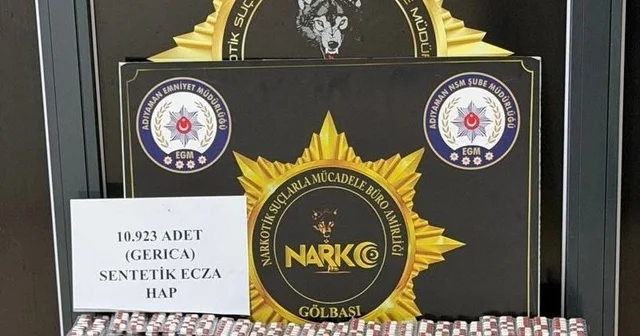 NARKOTİK SUÇLARLA MÜCADELE
ADIYAMAN EMNİYET MÜDÜRLÜĞÜ
EGM
ADIYAMAN NSM ŞUBE MÜDÜRLÜĞÜ
EGM
NARKOTİK SUÇLARLA MÜCADELE BÜRO AMİRLİĞİ
NARKO
GÖLBAŞI
10.923 ADET
(GERICA)
SENTETİK ECZA
HAP